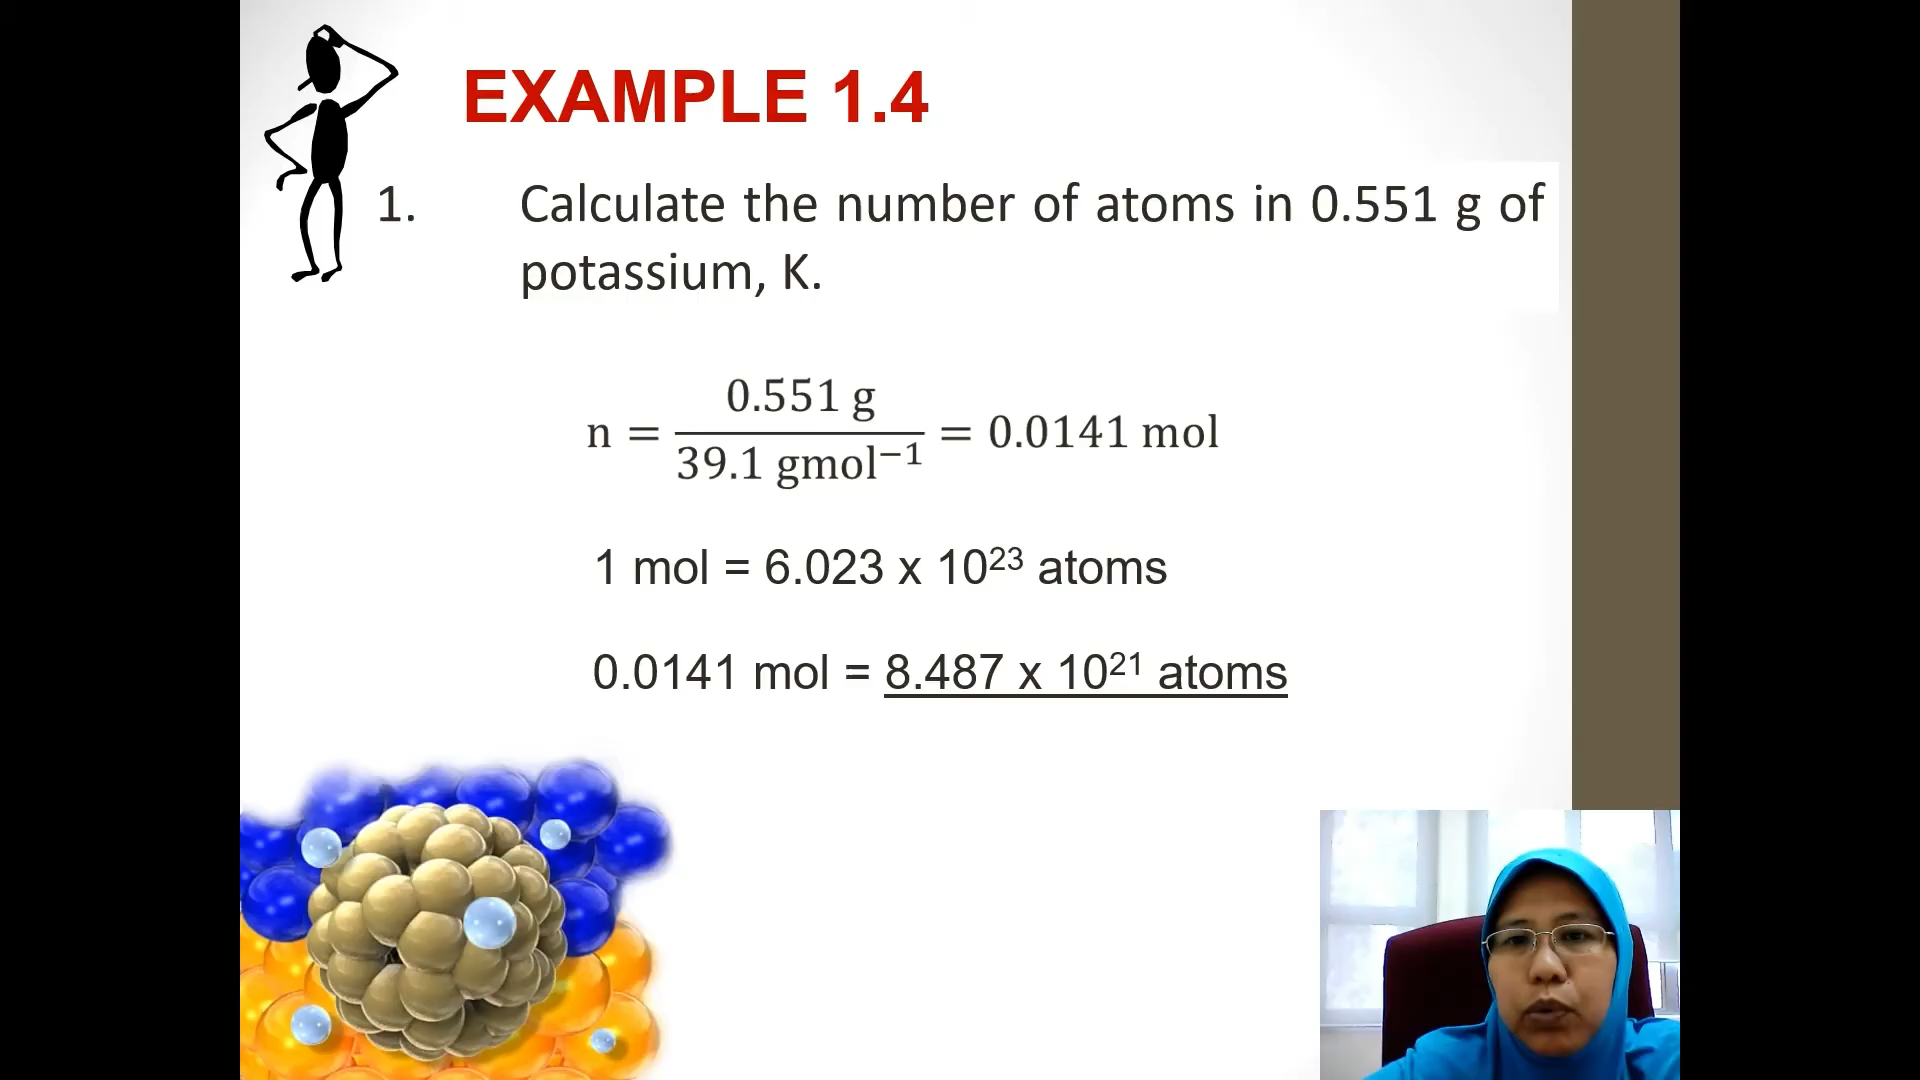 EXAMPLE 1.4
1. Calculate the number of atoms in 0.551 g of
potassium, K.
n = 0.551 g / 39.1 gmol⁻¹ = 0.0141 mol
1 mol = 6.023 x 10²³ atoms
0.0141 mol = 8.487 x 10²¹ atoms